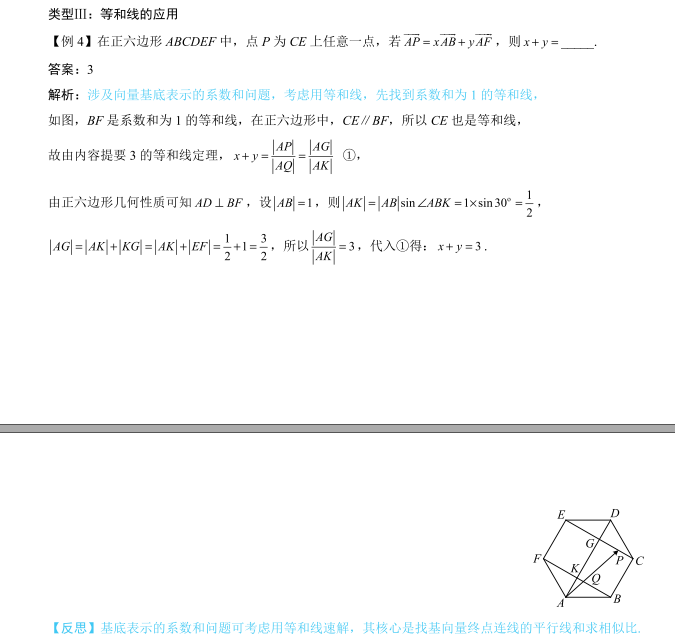 类型Ⅲ：等和线的应用
【例 4】在正六边形 ABCDEF 中，点 P 为 CE 上任意一点，若 $\overrightarrow{AP}=x\overrightarrow{AB}+y\overrightarrow{AF}$，则 x+y=_____.
答案：3
解析：涉及向量基底表示的系数和问题，考虑用等和线，先找到系数和为 1 的等和线，
如图，BF 是系数和为 1 的等和线，在正六边形中，CE∥BF，所以 CE 也是等和线，
故由内容提要 3 的等和线定理，$x+y=\frac{|AP|}{|AQ|}=\frac{|AG|}{|AK|}$ ①，
由正六边形几何性质可知 AD⊥BF，设 |AB|=1，则 $|AK|=|AB|\sin\angle ABK=1\times\sin30^{\circ}=\frac{1}{2}$，
$|AG|=|AK|+|KG|=|AK|+|EF|=\frac{1}{2}+1=\frac{3}{2}$，所以 $\frac{|AG|}{|AK|}=3$，代入①得：x+y=3.
E D
G
F P C
K Q
A B
【反思】基底表示的系数和问题可考虑用等和线速解，其核心是找基向量终点连线的平行线和求相似比.